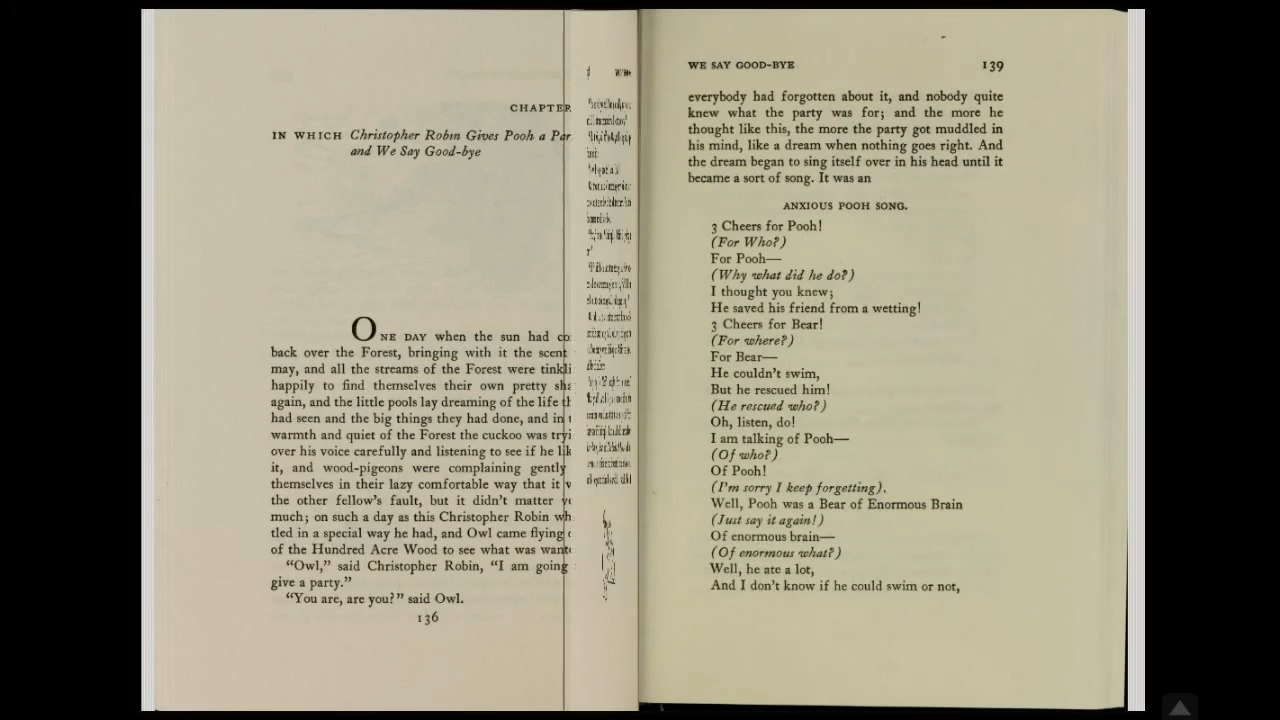 CHAPTER
IN WHICH Christopher Robin Gives Pooh a Par
and We Say Good-bye
ONE DAY when the sun had co
back over the Forest, bringing with it the scent
may, and all the streams of the Forest were tinkli
happily to find themselves their own pretty sha
again, and the little pools lay dreaming of the life th
had seen and the big things they had done, and in t
warmth and quiet of the Forest the cuckoo was tryi
over his voice carefully and listening to see if he lik
it, and wood-pigeons were complaining gently
themselves in their lazy comfortable way that it w
the other fellow's fault, but it didn't matter ve
much; on such a day as this Christopher Robin wh
tled in a special way he had, and Owl came flying o
of the Hundred Acre Wood to see what was wante
"Owl," said Christopher Robin, "I am going
give a party."
"You are, are you?" said Owl.
136
WE SAY GOOD-BYE 139
everybody had forgotten about it, and nobody quite
knew what the party was for; and the more he
thought like this, the more the party got muddled in
his mind, like a dream when nothing goes right. And
the dream began to sing itself over in his head until it
became a sort of song. It was an
ANXIOUS POOH SONG.
3 Cheers for Pooh!
(For Who?)
For Pooh—
(Why what did he do?)
I thought you knew;
He saved his friend from a wetting!
3 Cheers for Bear!
(For where?)
For Bear—
He couldn't swim,
But he rescued him!
(He rescued who?)
Oh, listen, do!
I am talking of Pooh—
(Of who?)
Of Pooh!
(I'm sorry I keep forgetting).
Well, Pooh was a Bear of Enormous Brain
(Just say it again!)
Of enormous brain—
(Of enormous what?)
Well, he ate a lot,
And I don't know if he could swim or not,